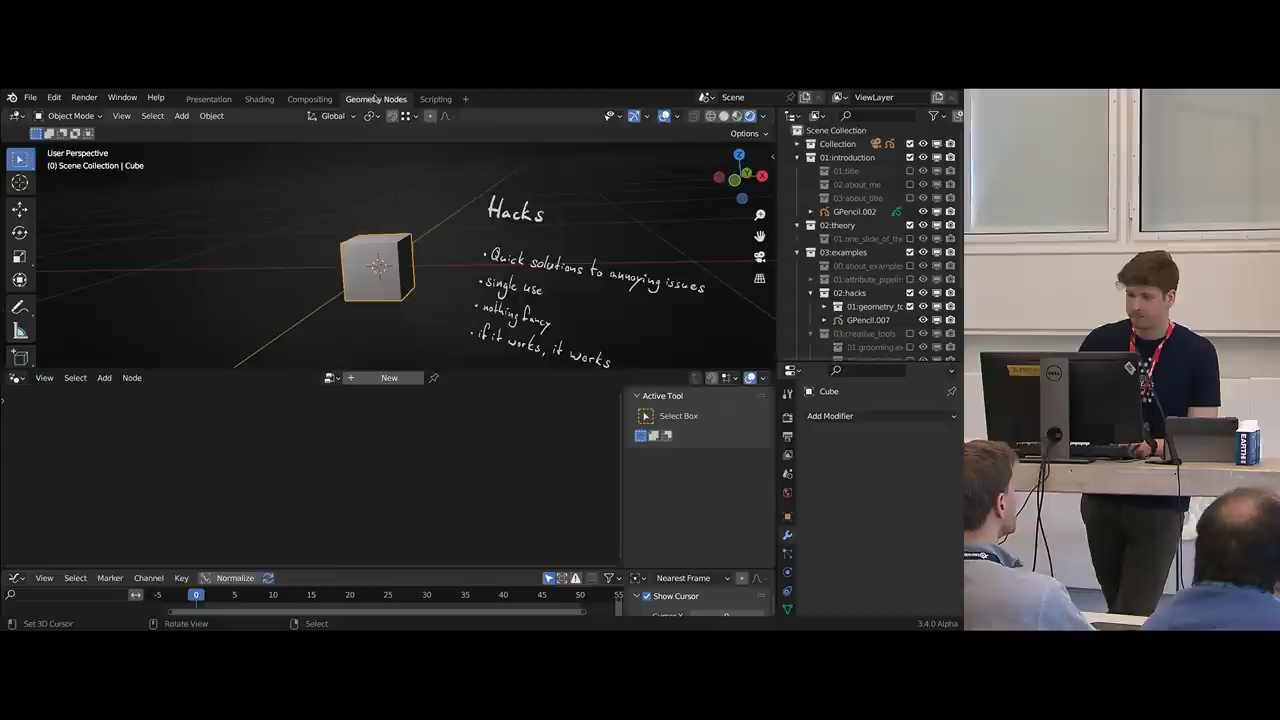 File Edit Render Window Help
Presentation Shading Compositing Geometry Nodes Scripting +
Scene
ViewLayer
Object Mode View Select Add Object
Global
Options
User Perspective
(0) Scene Collection | Cube
Z
Y
X
Hacks
• Quick solutions to annoying issues
• single use
• nothing fancy
• if it works, it works
Scene Collection
Collection
01:introduction
01:title
02:about_me
03:about_title
GPencil.002
02:theory
01:one_slide_of_the
03:examples
00:about_example
01:attribute_pipelin
02:hacks
01:geometry_to
GPencil.007
03:creative_tools
01:grooming.ex
View Select Add Node
+ New
Active Tool
Select Box
Cube
Add Modifier
View Select Marker Channel Key Normalize
Nearest Frame
-5 0 5 10 15 20 25 30 35 40 45 50 55
Show Cursor
Set 3D Cursor Rotate View Select
3.4.0 Alpha
DELL
EARTH